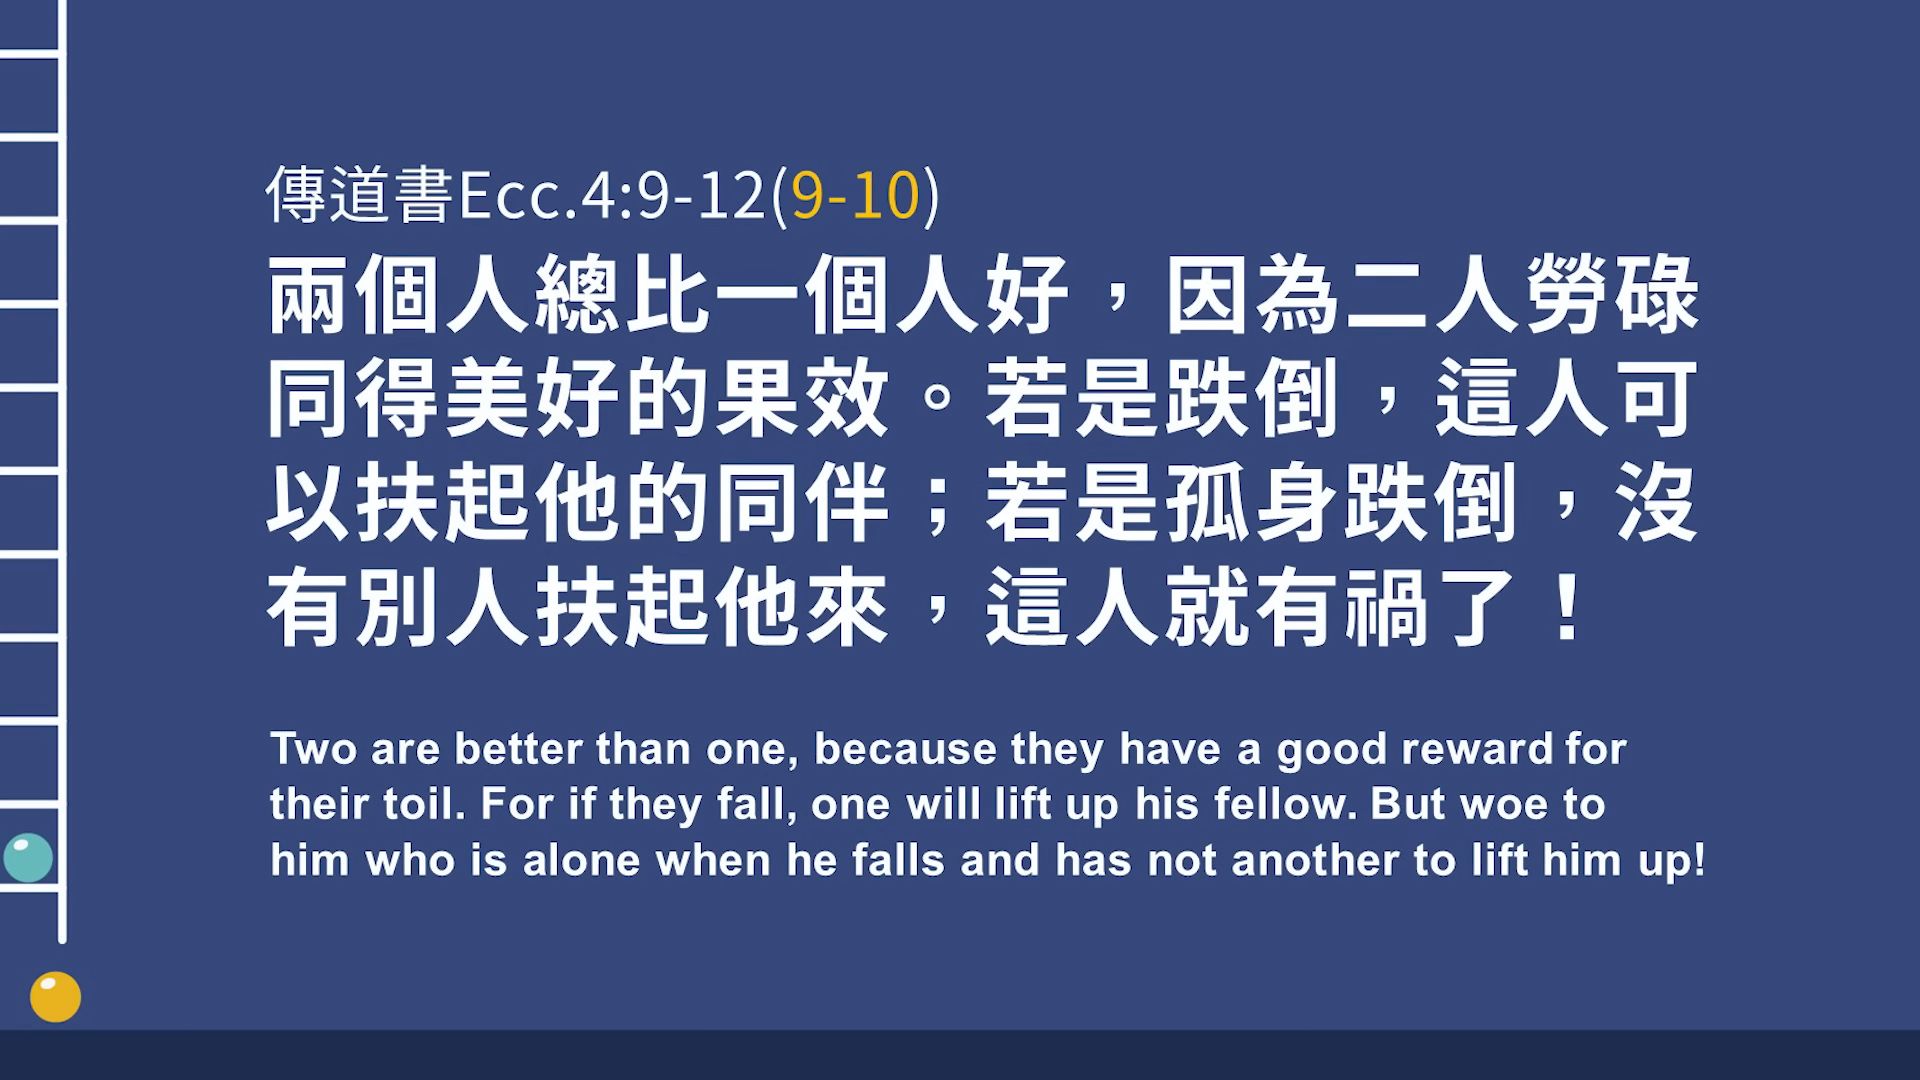 傳道書Ecc.4:9-12(9-10)
兩個人總比一個人好，因為二人勞碌
同得美好的果效。若是跌倒，這人可
以扶起他的同伴；若是孤身跌倒，沒
有別人扶起他來，這人就有禍了！
Two are better than one, because they have a good reward for
their toil. For if they fall, one will lift up his fellow. But woe to
him who is alone when he falls and has not another to lift him up!